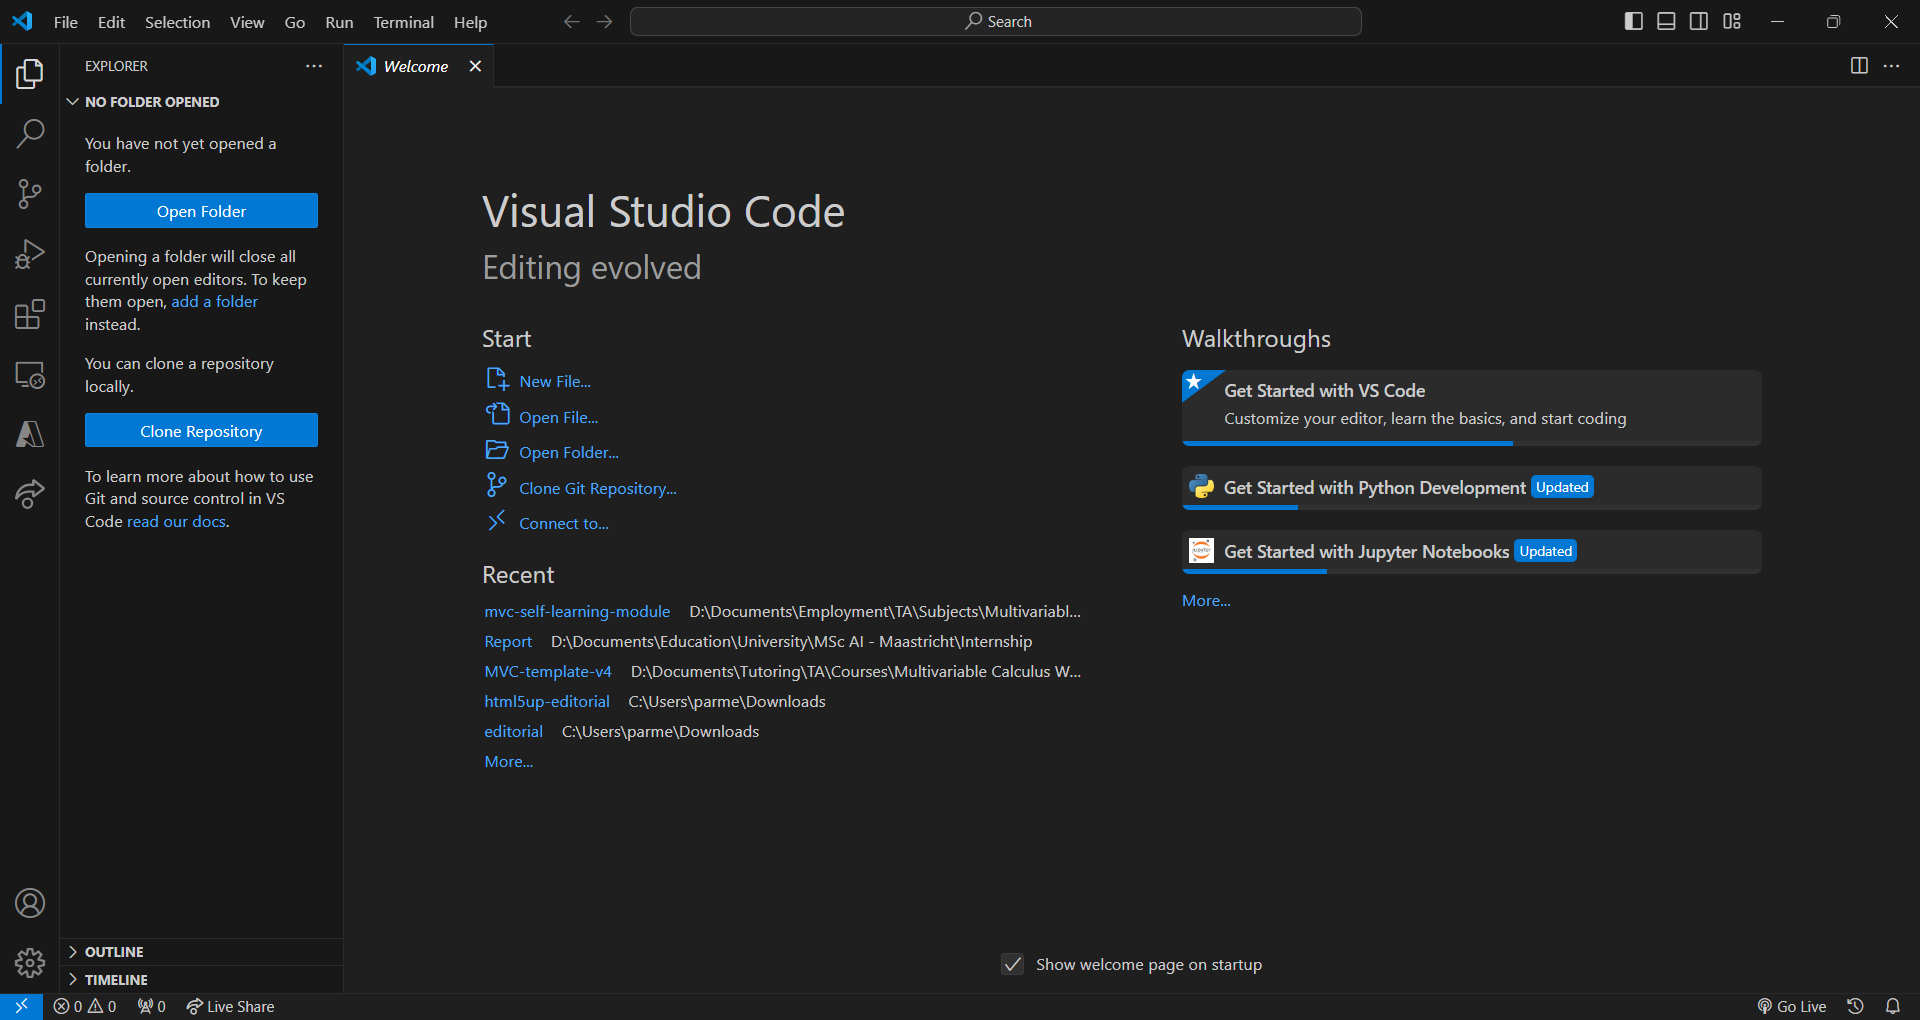 File Edit Selection View Go Run Terminal Help
Search
EXPLORER
Welcome
NO FOLDER OPENED
You have not yet opened a
folder.
Open Folder
Opening a folder will close all
currently open editors. To keep
them open, add a folder
instead.
You can clone a repository
locally.
Clone Repository
To learn more about how to use
Git and source control in VS
Code read our docs.
OUTLINE
TIMELINE
Visual Studio Code
Editing evolved
Start
New File...
Open File...
Open Folder...
Clone Git Repository...
Connect to...
Recent
mvc-self-learning-module D:\Documents\Employment\TA\Subjects\Multivariabl...
Report D:\Documents\Education\University\MSc AI - Maastricht\Internship
MVC-template-v4 D:\Documents\Tutoring\TA\Courses\Multivariable Calculus W...
html5up-editorial C:\Users\parme\Downloads
editorial C:\Users\parme\Downloads
More...
Walkthroughs
Get Started with VS Code
Customize your editor, learn the basics, and start coding
Get Started with Python Development Updated
jupyter
Get Started with Jupyter Notebooks Updated
More...
Show welcome page on startup
0 0 0 Live Share
Go Live